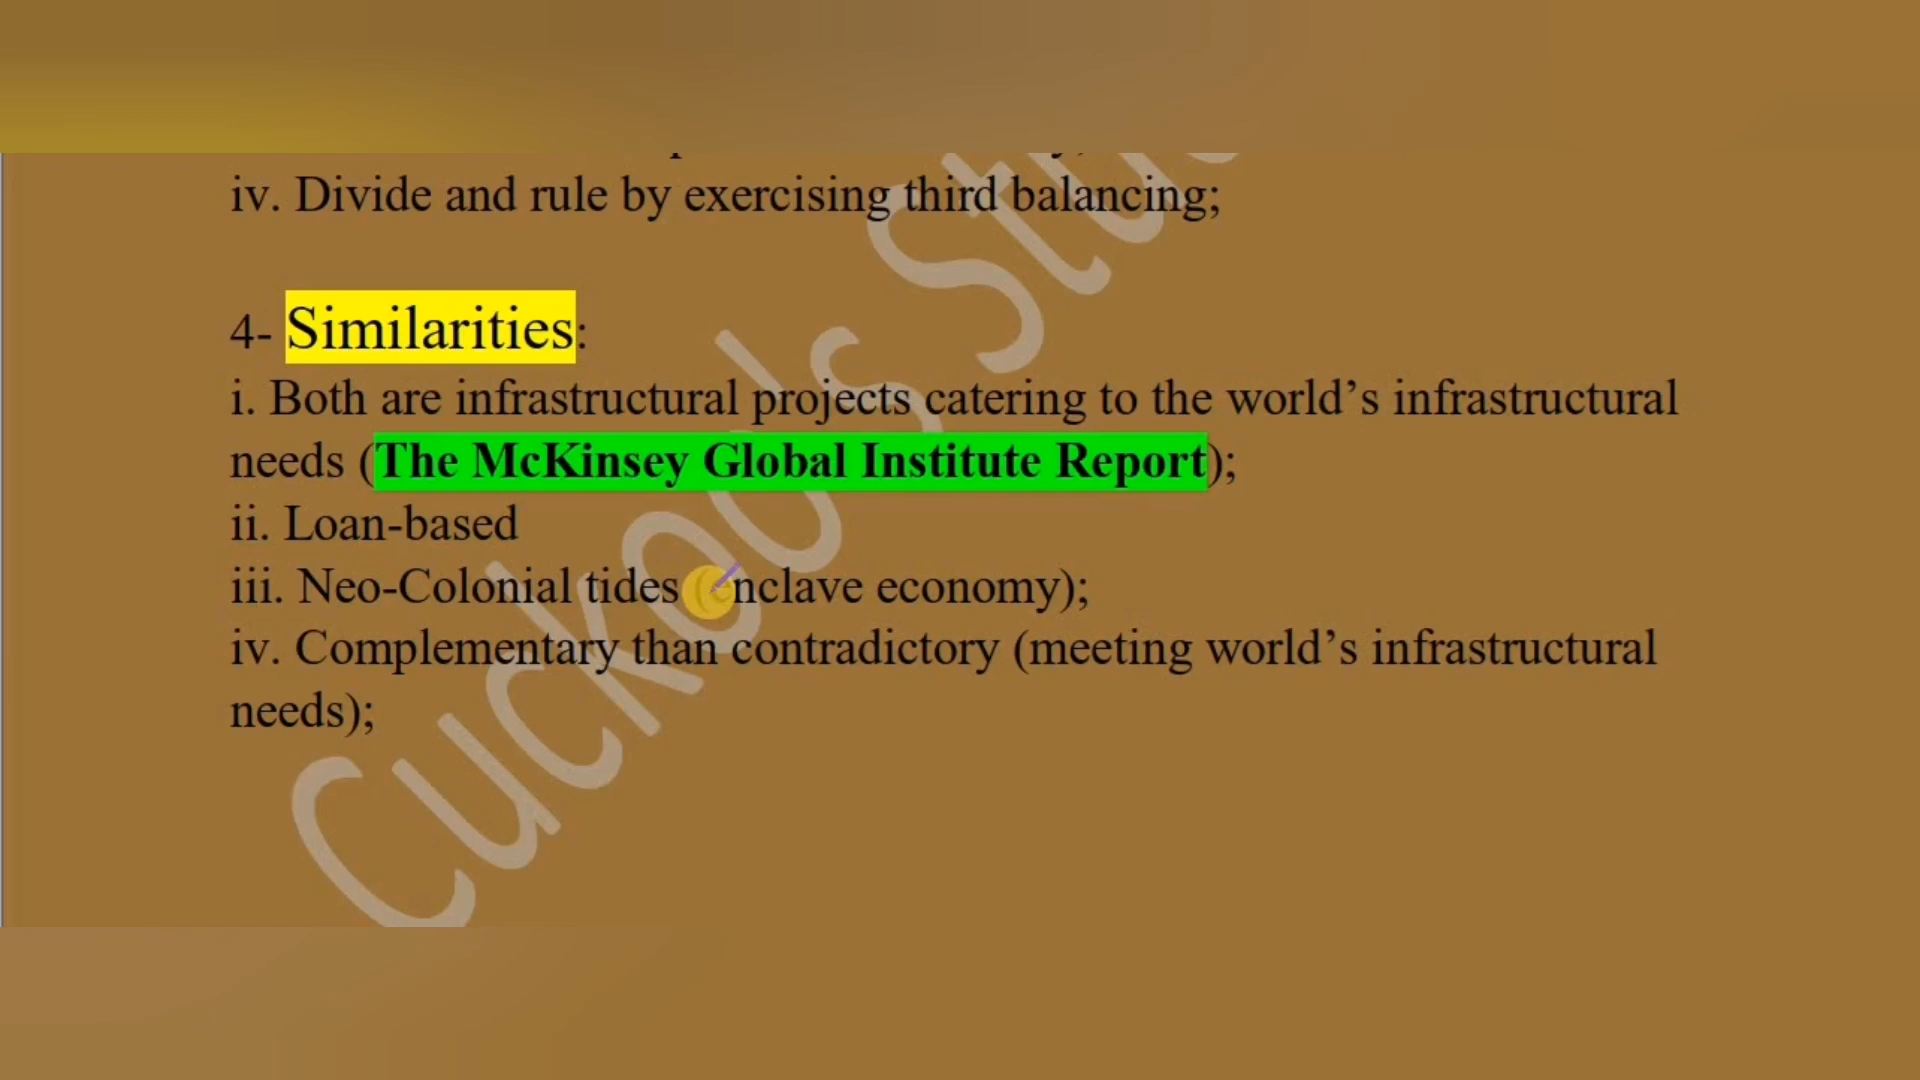 iv. Divide and rule by exercising third balancing;
4- Similarities:
i. Both are infrastructural projects catering to the world’s infrastructural
needs (The McKinsey Global Institute Report);
ii. Loan-based
iii. Neo-Colonial tides (enclave economy);
iv. Complementary than contradictory (meeting world’s infrastructural
needs);
Cuckoo's